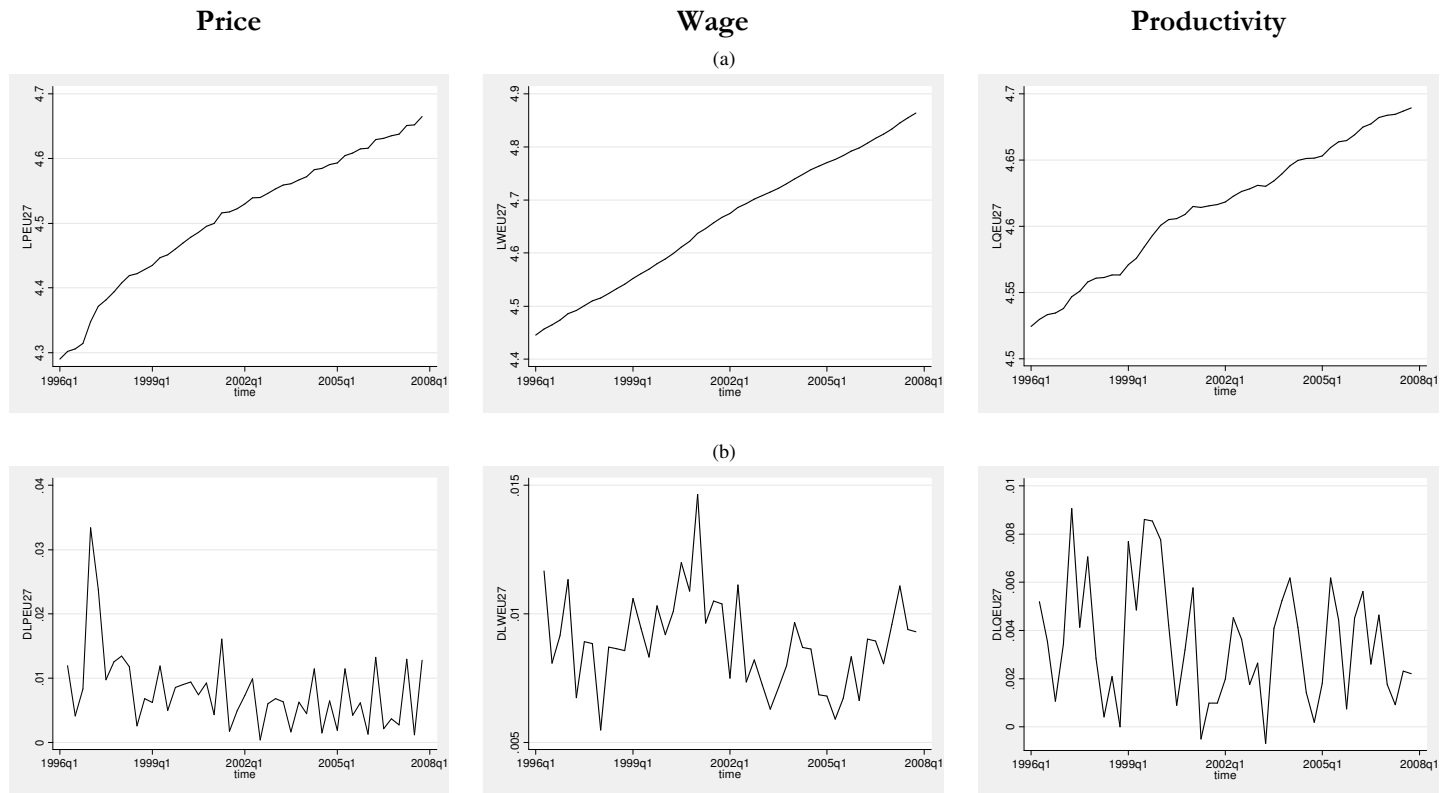 Price Wage Productivity
(a)
LPEU27
4.7
4.6
4.5
4.4
4.3
1996q1 1999q1 2002q1 2005q1 2008q1
time
LWEU27
4.9
4.8
4.7
4.6
4.5
4.4
1996q1 1999q1 2002q1 2005q1 2008q1
time
LQEU27
4.7
4.65
4.6
4.55
4.5
1996q1 1999q1 2002q1 2005q1 2008q1
time
(b)
DLPEU27
.04
.03
.02
.01
0
1996q1 1999q1 2002q1 2005q1 2008q1
time
DLWEU27
.015
.01
.005
1996q1 1999q1 2002q1 2005q1 2008q1
time
DLQEU27
.01
.008
.006
.004
.002
0
1996q1 1999q1 2002q1 2005q1 2008q1
time